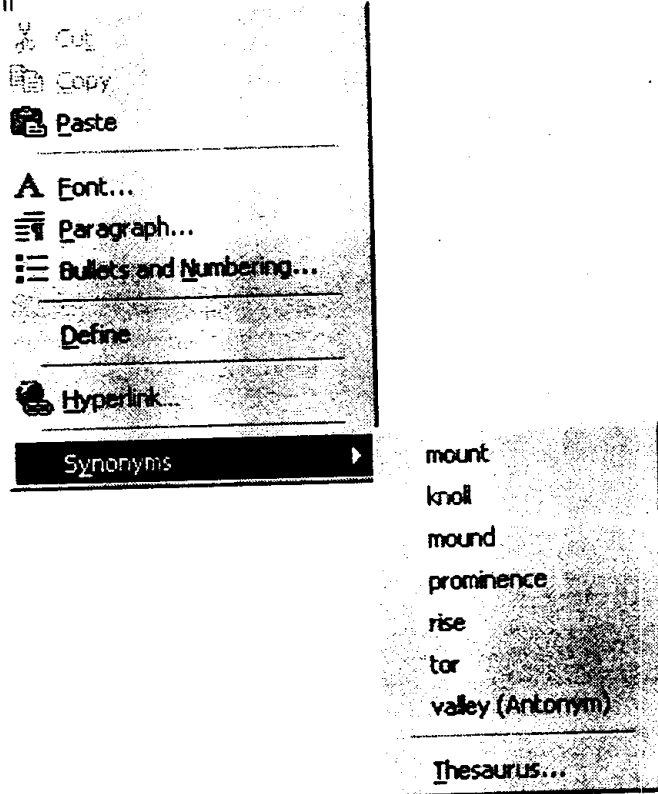 Cut
Copy
Paste
Font...
Paragraph...
Bullets and Numbering...
Define
Hyperlink...
Synonyms
mount
knoll
mound
prominence
rise
tor
valley (Antonym)
Thesaurus...